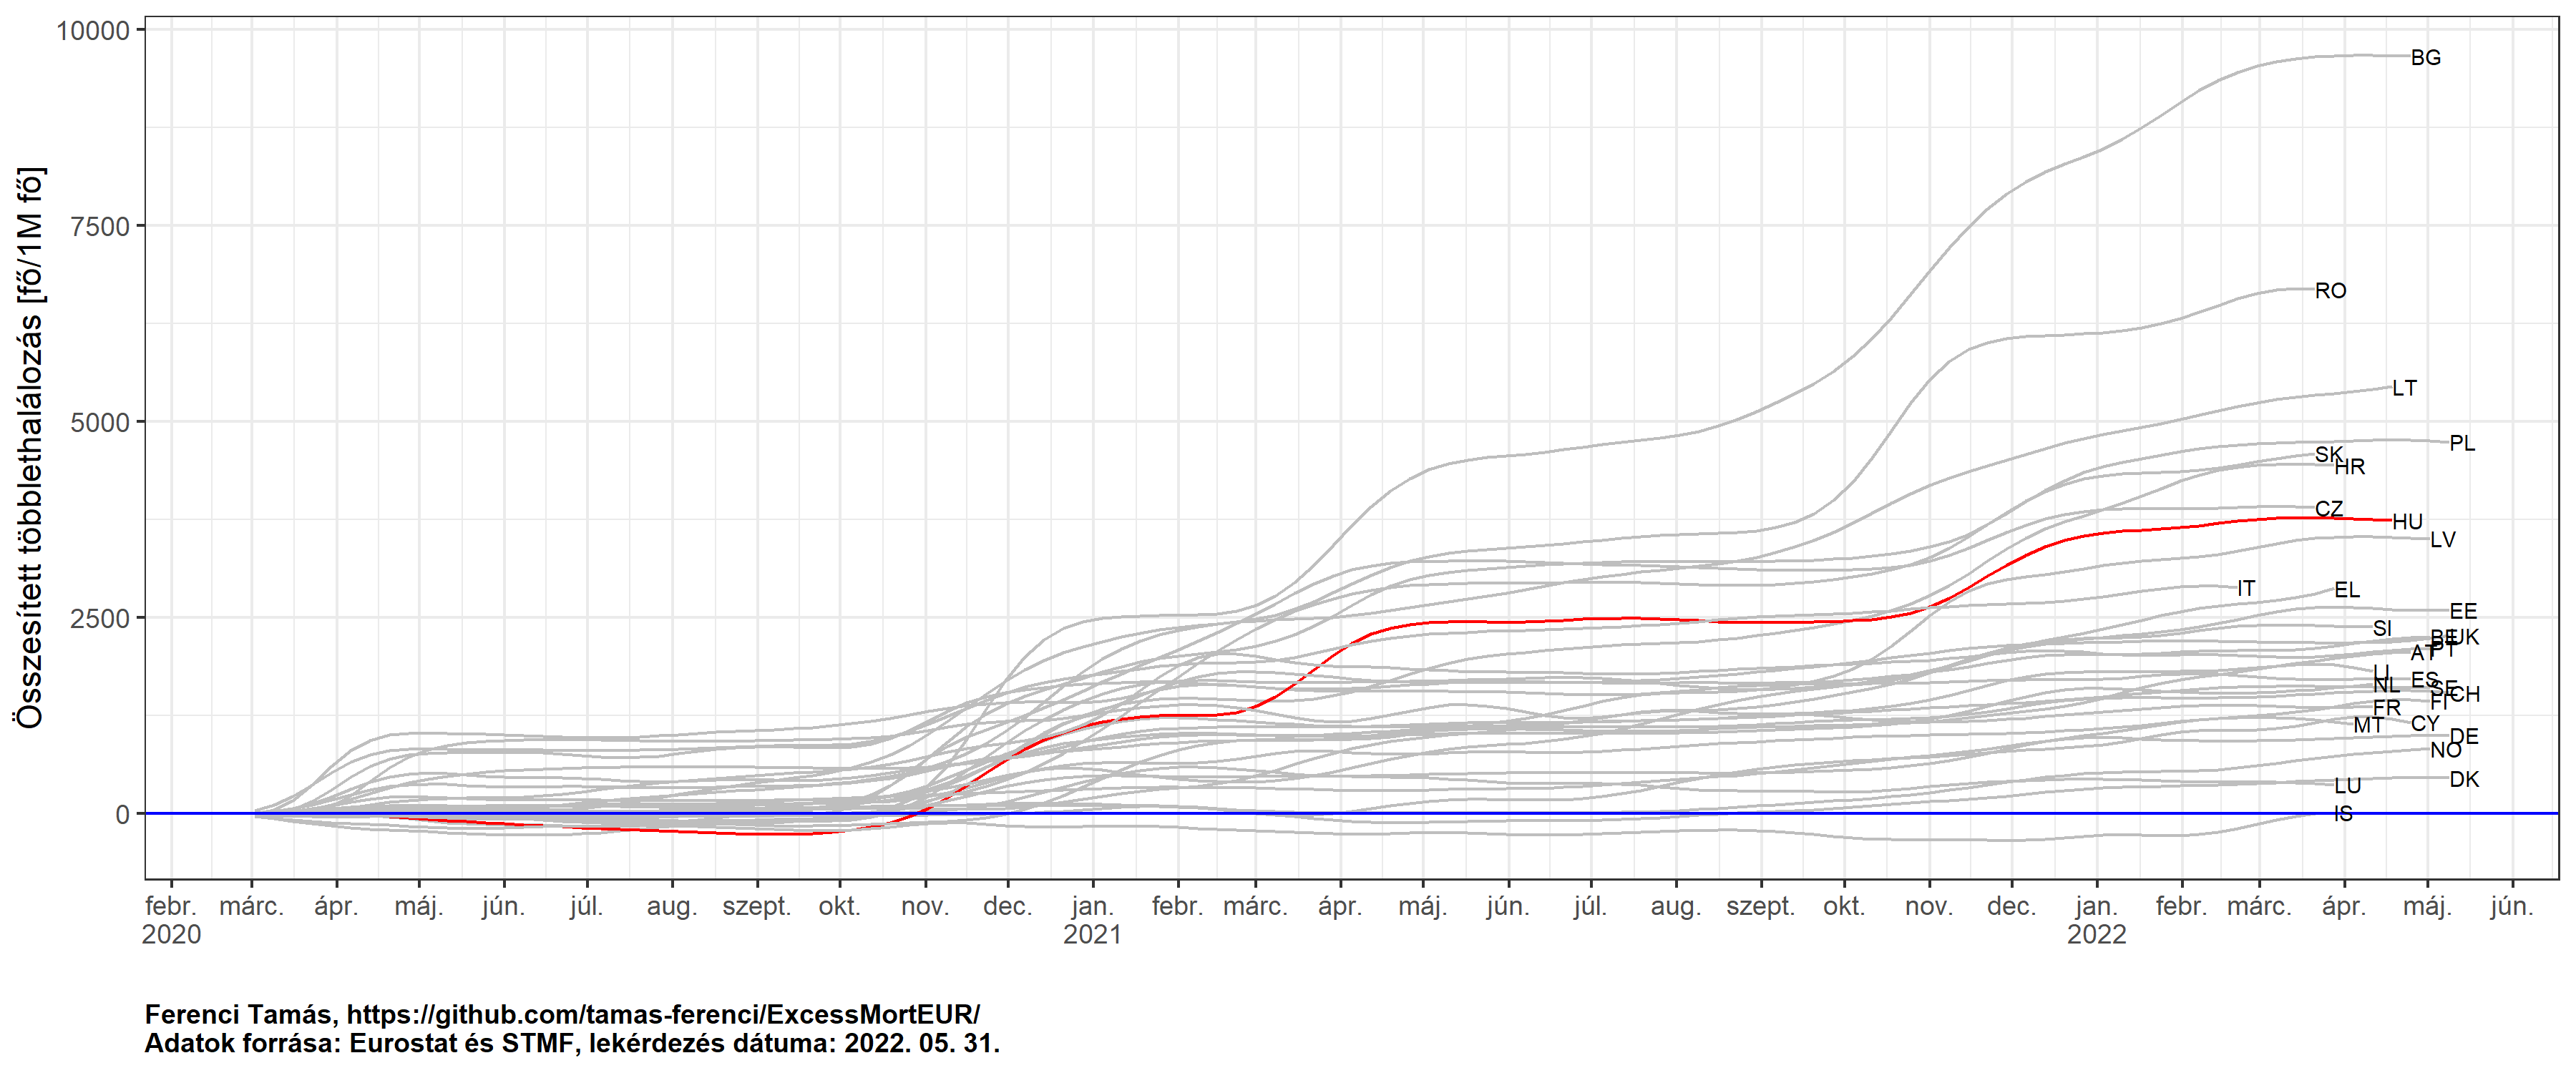 Összesített többlethalálozás [fő/1M fő]
10000
7500
5000
2500
0
BG
RO
LT
PL
SK
HR
CZ
HU
LV
IT
EL
EE
SI
BE UK
PT
AT
LI
ES
NL
SE
CH
FI
FR
CY
MT
DE
NO
DK
LU
IS
febr. márc. ápr. máj. jún. júl. aug. szept. okt. nov. dec. jan. febr. márc. ápr. máj. jún. júl. aug. szept. okt. nov. dec. jan. febr. márc. ápr. máj. jún.
2020 2021 2022
Ferenci Tamás, https://github.com/tamas-ferenci/ExcessMortEUR/
Adatok forrása: Eurostat és STMF, lekérdezés dátuma: 2022. 05. 31.